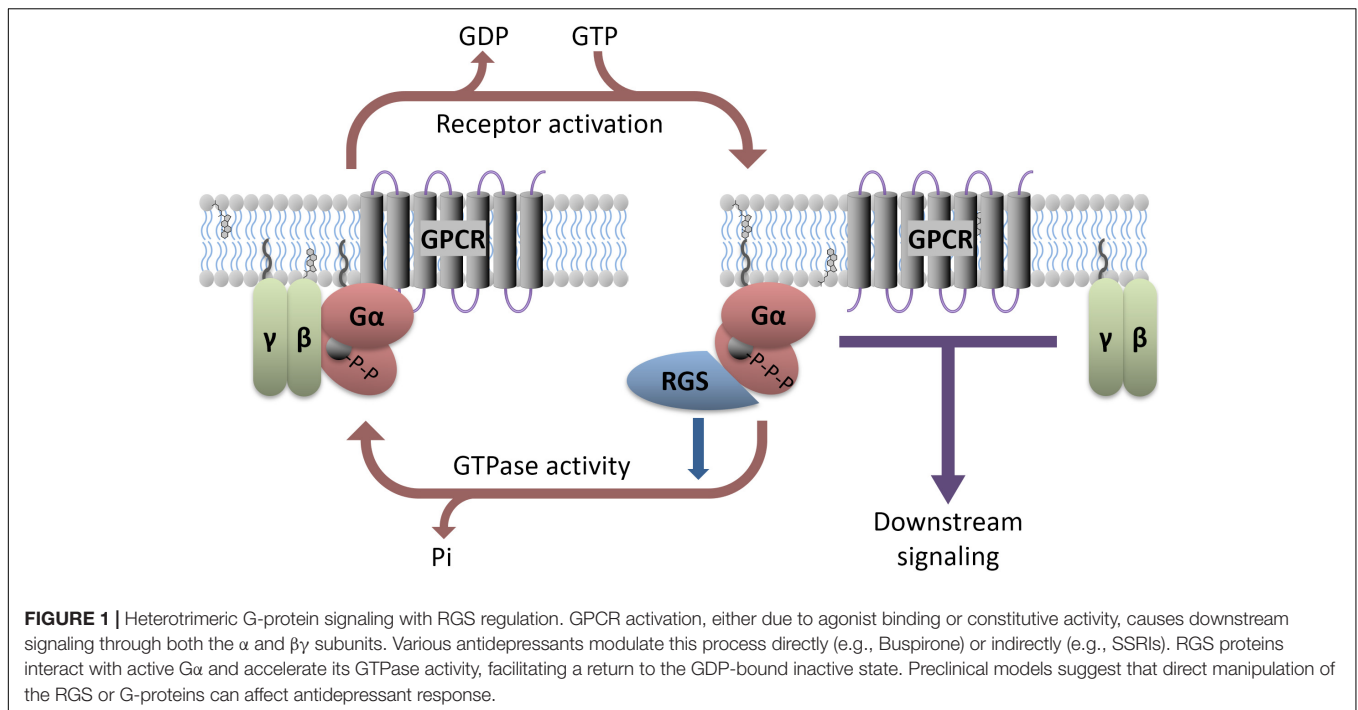 GDP
GTP
Receptor activation
GPCR
GPCR
γ
β
Gα
-P-P
Gα
-P-P-P
RGS
γ
β
GTPase activity
Pi
Downstream
signaling
FIGURE 1 | Heterotrimeric G-protein signaling with RGS regulation. GPCR activation, either due to agonist binding or constitutive activity, causes downstream
signaling through both the α and βγ subunits. Various antidepressants modulate this process directly (e.g., Buspirone) or indirectly (e.g., SSRIs). RGS proteins
interact with active Gα and accelerate its GTPase activity, facilitating a return to the GDP-bound inactive state. Preclinical models suggest that direct manipulation of
the RGS or G-proteins can affect antidepressant response.